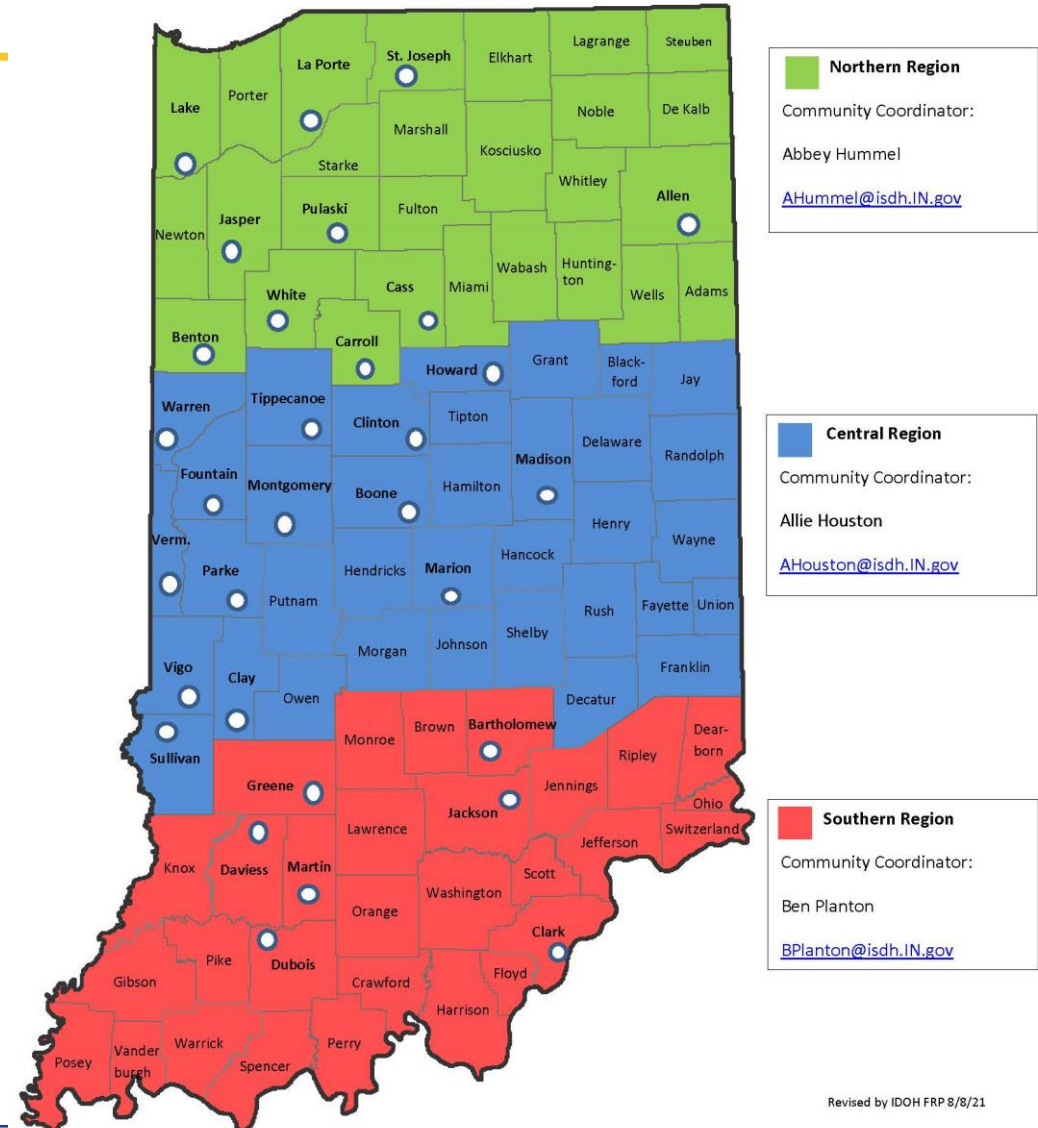 Lagrange
Steuben
St. Joseph
Elkhart
La Porte
Porter
Lake
Noble
De Kalb
Marshall
Kosciusko
Starke
Whitley
Allen
Pulaski
Fulton
Jasper
Newton
Wabash
Hunting-
ton
Miami
Cass
White
Wells
Adams
Benton
Carroll
Howard
Grant
Black-
ford
Jay
Warren
Tippecanoe
Clinton
Tipton
Delaware
Madison
Randolph
Fountain
Montgomery
Boone
Hamilton
Henry
Verm.
Wayne
Hancock
Parke
Hendricks
Marion
Putnam
Rush
Fayette
Union
Shelby
Johnson
Morgan
Vigo
Clay
Franklin
Owen
Decatur
Sullivan
Monroe
Brown
Bartholomew
Dear-
born
Ripley
Greene
Jennings
Ohio
Jackson
Lawrence
Switzerland
Jefferson
Knox
Daviess
Martin
Scott
Washington
Orange
Clark
Pike
Dubois
Floyd
Gibson
Crawford
Harrison
Warrick
Perry
Vander
burgh
Posey
Spencer
Northern Region
Community Coordinator:
Abbey Hummel
AHummel@isdh.IN.gov
Central Region
Community Coordinator:
Allie Houston
AHouston@isdh.IN.gov
Southern Region
Community Coordinator:
Ben Planton
BPlanton@isdh.IN.gov
Revised by IDOH FRP 8/8/21